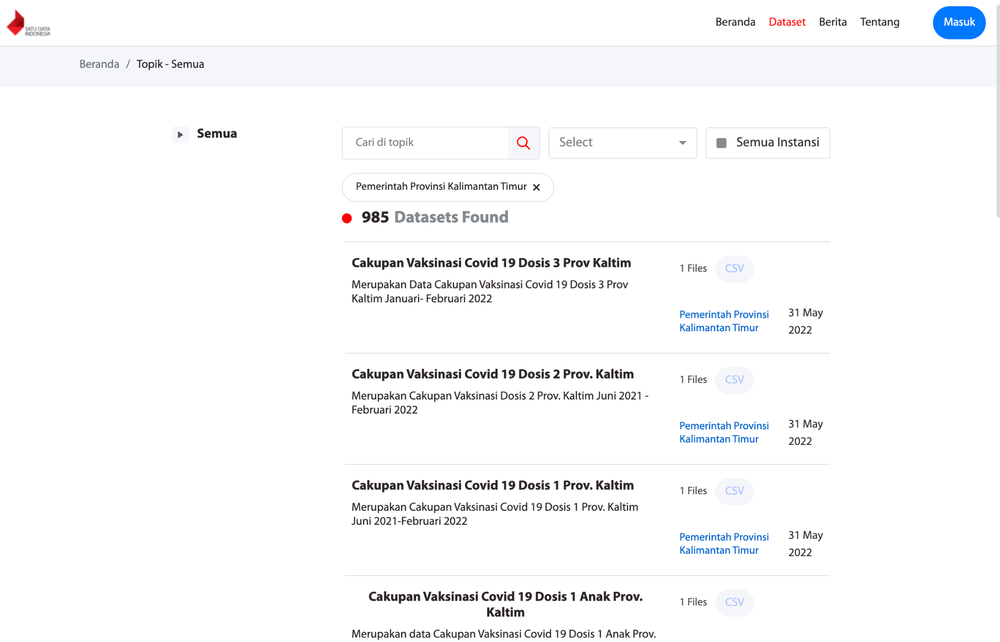 SATU DATA
INDONESIA
Beranda Dataset Berita Tentang Masuk
Beranda / Topik - Semua
Semua
Cari di topik
Select
Semua Instansi
Pemerintah Provinsi Kalimantan Timur ×
985 Datasets Found
Cakupan Vaksinasi Covid 19 Dosis 3 Prov Kaltim
Merupakan Data Cakupan Vaksinasi Covid 19 Dosis 3 Prov
Kaltim Januari- Februari 2022
1 Files CSV
Pemerintah Provinsi
Kalimantan Timur
31 May
2022
Cakupan Vaksinasi Covid 19 Dosis 2 Prov. Kaltim
Merupakan Cakupan Vaksinasi Dosis 2 Prov. Kaltim Juni 2021 -
Februari 2022
1 Files CSV
Pemerintah Provinsi
Kalimantan Timur
31 May
2022
Cakupan Vaksinasi Covid 19 Dosis 1 Prov. Kaltim
Merupakan Cakupan Vaksinasi Covid 19 Dosis 1 Prov. Kaltim
Juni 2021-Februari 2022
1 Files CSV
Pemerintah Provinsi
Kalimantan Timur
31 May
2022
Cakupan Vaksinasi Covid 19 Dosis 1 Anak Prov.
Kaltim
Merupakan data Cakupan Vaksinasi Covid 19 Dosis 1 Anak Prov.
1 Files CSV